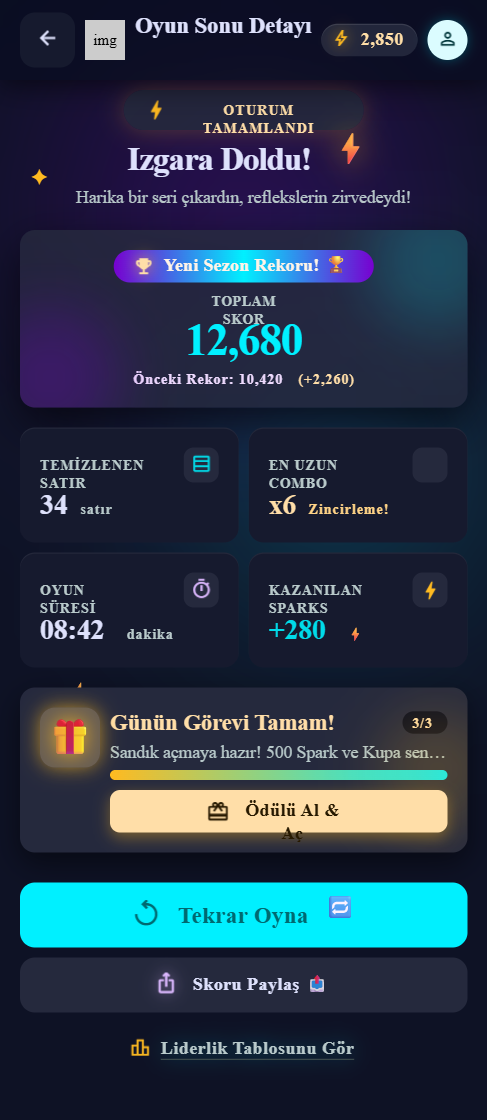 img
Oyun Sonu Detayı
2,850
OTURUM
TAMAMLANDI
Izgara Doldu!
Harika bir seri çıkardın, reflekslerin zirvedeydi!
Yeni Sezon Rekoru!
TOPLAM
SKOR
12,680
Önceki Rekor: 10,420 (+2,260)
TEMİZLENEN
SATIR
34 satır
EN UZUN
COMBO
x6 Zincirleme!
OYUN
SÜRESİ
08:42 dakika
KAZANILAN
SPARKS
+280
Günün Görevi Tamam!
3/3
Sandık açmaya hazır! 500 Spark ve Kupa sen…
Ödülü Al &
Aç
Tekrar Oyna
Skoru Paylaş
Liderlik Tablosunu Gör